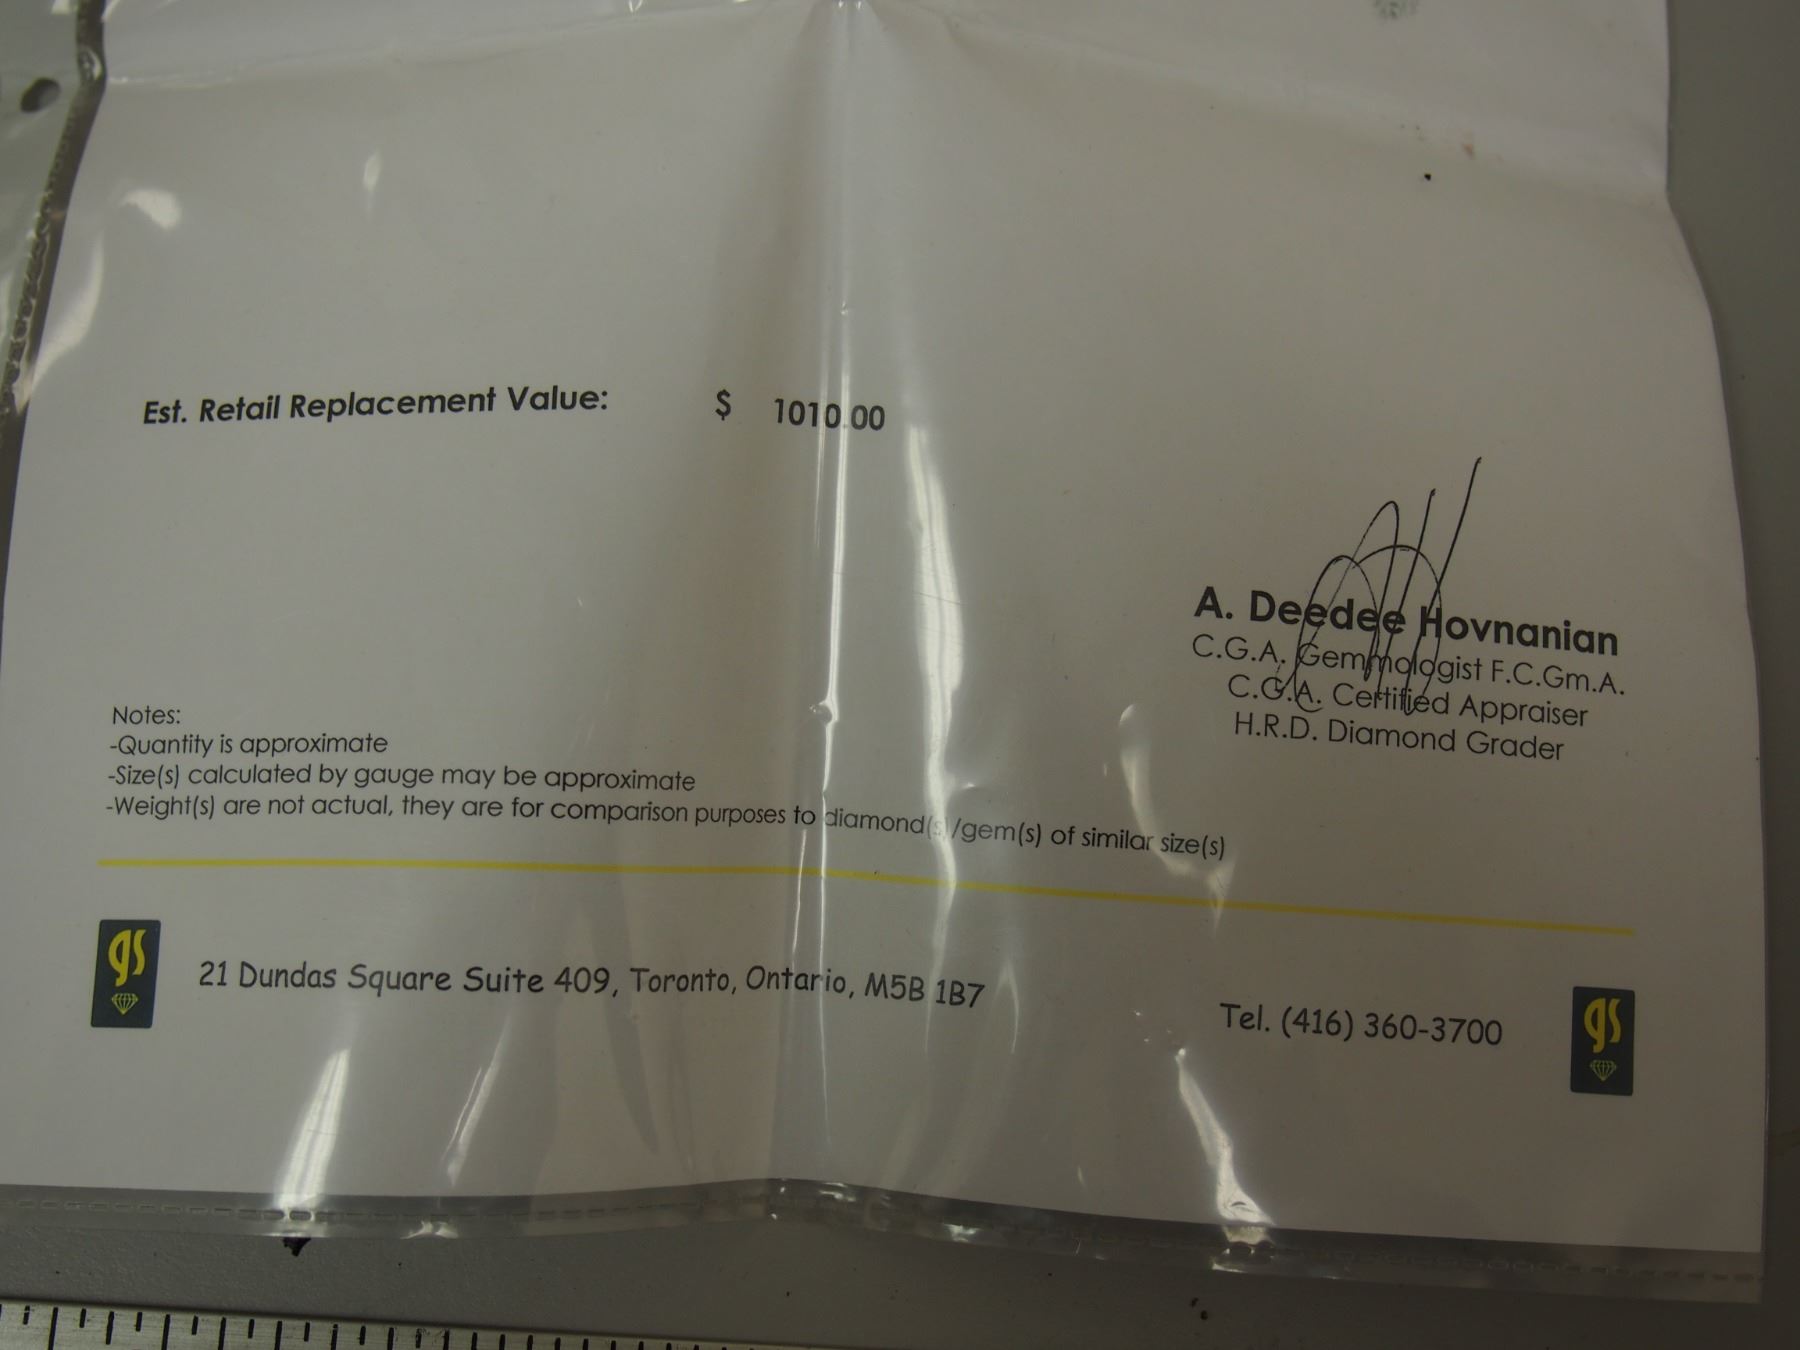 Est. Retail Replacement Value: $ 1010.00
A. Deedee Hovnanian
C.G.A. Gemmologist F.C.Gm.A.
C.G.A. Certified Appraiser
H.R.D. Diamond Grader
Notes:
-Quantity is approximate
-Size(s) calculated by gauge may be approximate
-Weight(s) are not actual, they are for comparison purposes to diamond(s)/gem(s) of similar size(s)
gs
21 Dundas Square Suite 409, Toronto, Ontario, M5B 1B7
Tel. (416) 360-3700
gs